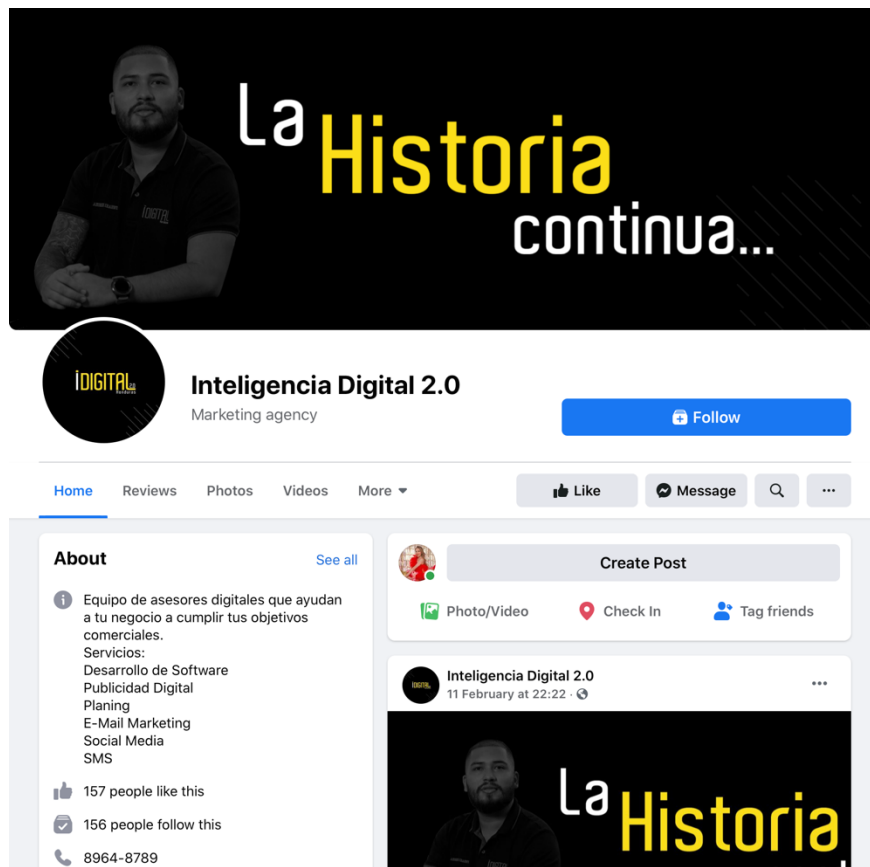 La
Historia
continua...
iDIGITAL 2.0
Honduras
Inteligencia Digital 2.0
Marketing agency
Follow
Home
Reviews
Photos
Videos
More
Like
Message
About
See all
Equipo de asesores digitales que ayudan
a tu negocio a cumplir tus objetivos
comerciales.
Servicios:
Desarrollo de Software
Publicidad Digital
Planing
E-Mail Marketing
Social Media
SMS
157 people like this
156 people follow this
8964-8789
Create Post
Photo/Video
Check In
Tag friends
Inteligencia Digital 2.0
11 February at 22:22
La
Historia